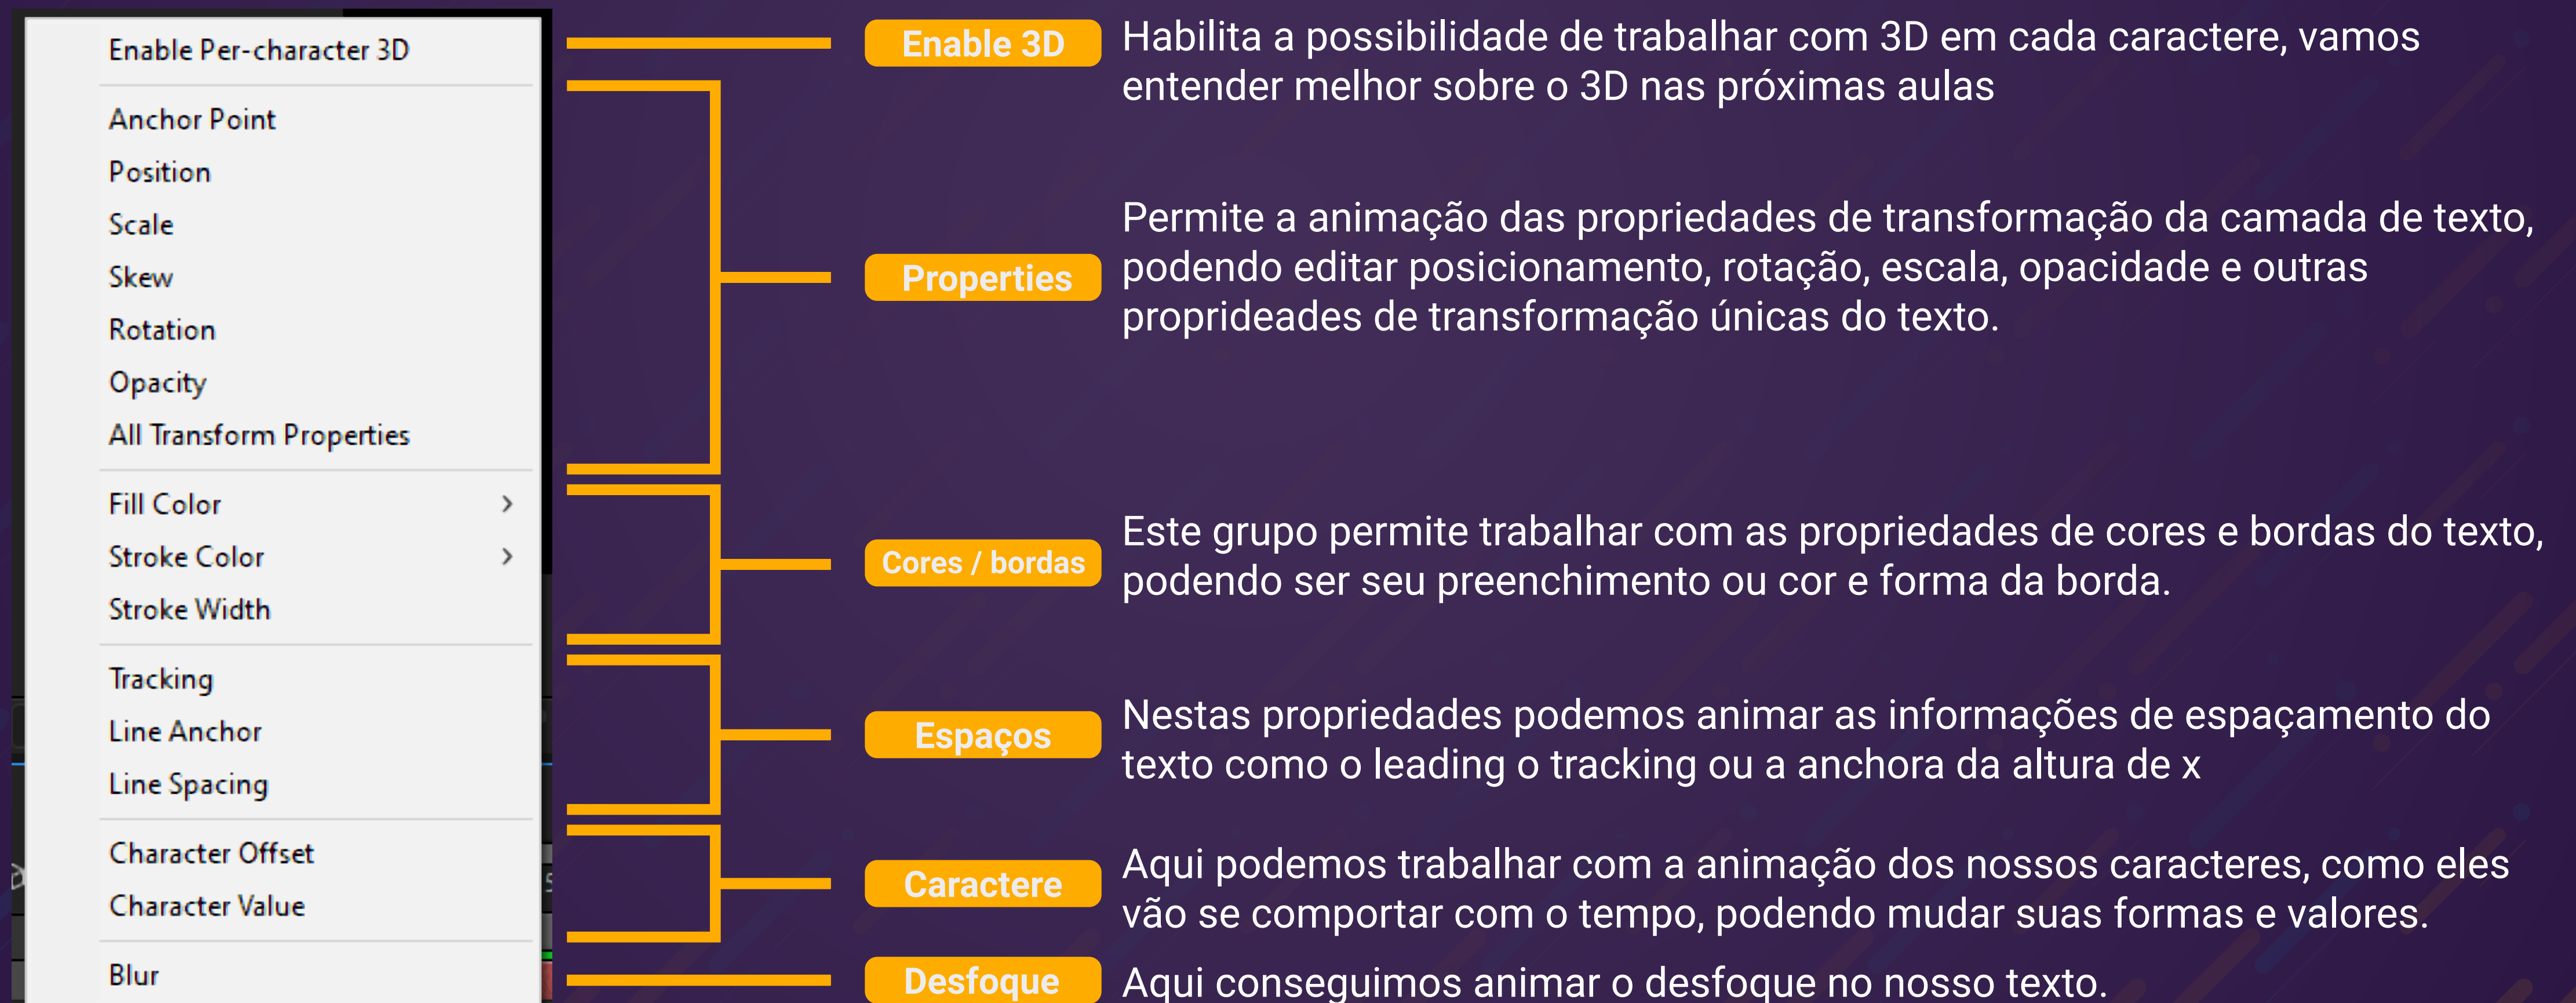 Enable Per-character 3D
Anchor Point
Position
Scale
Skew
Rotation
Opacity
All Transform Properties
Fill Color
Stroke Color
Stroke Width
Tracking
Line Anchor
Line Spacing
Character Offset
Character Value
Blur
Enable 3D
Habilita a possibilidade de trabalhar com 3D em cada caractere, vamos
entender melhor sobre o 3D nas próximas aulas
Properties
Permite a animação das propriedades de transformação da camada de texto,
podendo editar posicionamento, rotação, escala, opacidade e outras
proprideades de transformação únicas do texto.
Cores / bordas
Este grupo permite trabalhar com as propriedades de cores e bordas do texto,
podendo ser seu preenchimento ou cor e forma da borda.
Espaços
Nestas propriedades podemos animar as informações de espaçamento do
texto como o leading o tracking ou a anchora da altura de x
Caractere
Aqui podemos trabalhar com a animação dos nossos caracteres, como eles
vão se comportar com o tempo, podendo mudar suas formas e valores.
Desfoque
Aqui conseguimos animar o desfoque no nosso texto.